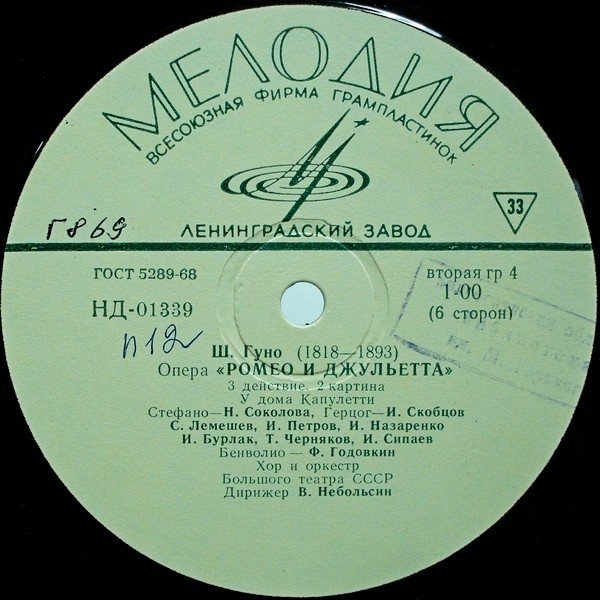 МЕЛОДИЯ
ВСЕСОЮЗНАЯ ФИРМА ГРАМПЛАСТИНОК
33
ЛЕНИНГРАДСКИЙ ЗАВОД
Г869
ГОСТ 5289-68
вторая гр 4
НД-01339
1-00
(6 сторон)
п12
Ш. Гуно (1818—1893)
Опера «РОМЕО И ДЖУЛЬЕТТА»
3 действие. 2 картина
У дома Капулетти
Стефано—Н. Соколова, Герцог—И. Скобцов
С. Лемешев, И. Петров, И. Назаренко
И. Бурлак, Т. Черняков, И. Сипаев
Бенволио — Ф. Годовкин
Хор и оркестр
Большого театра СССР
Дирижер В. Небольсин